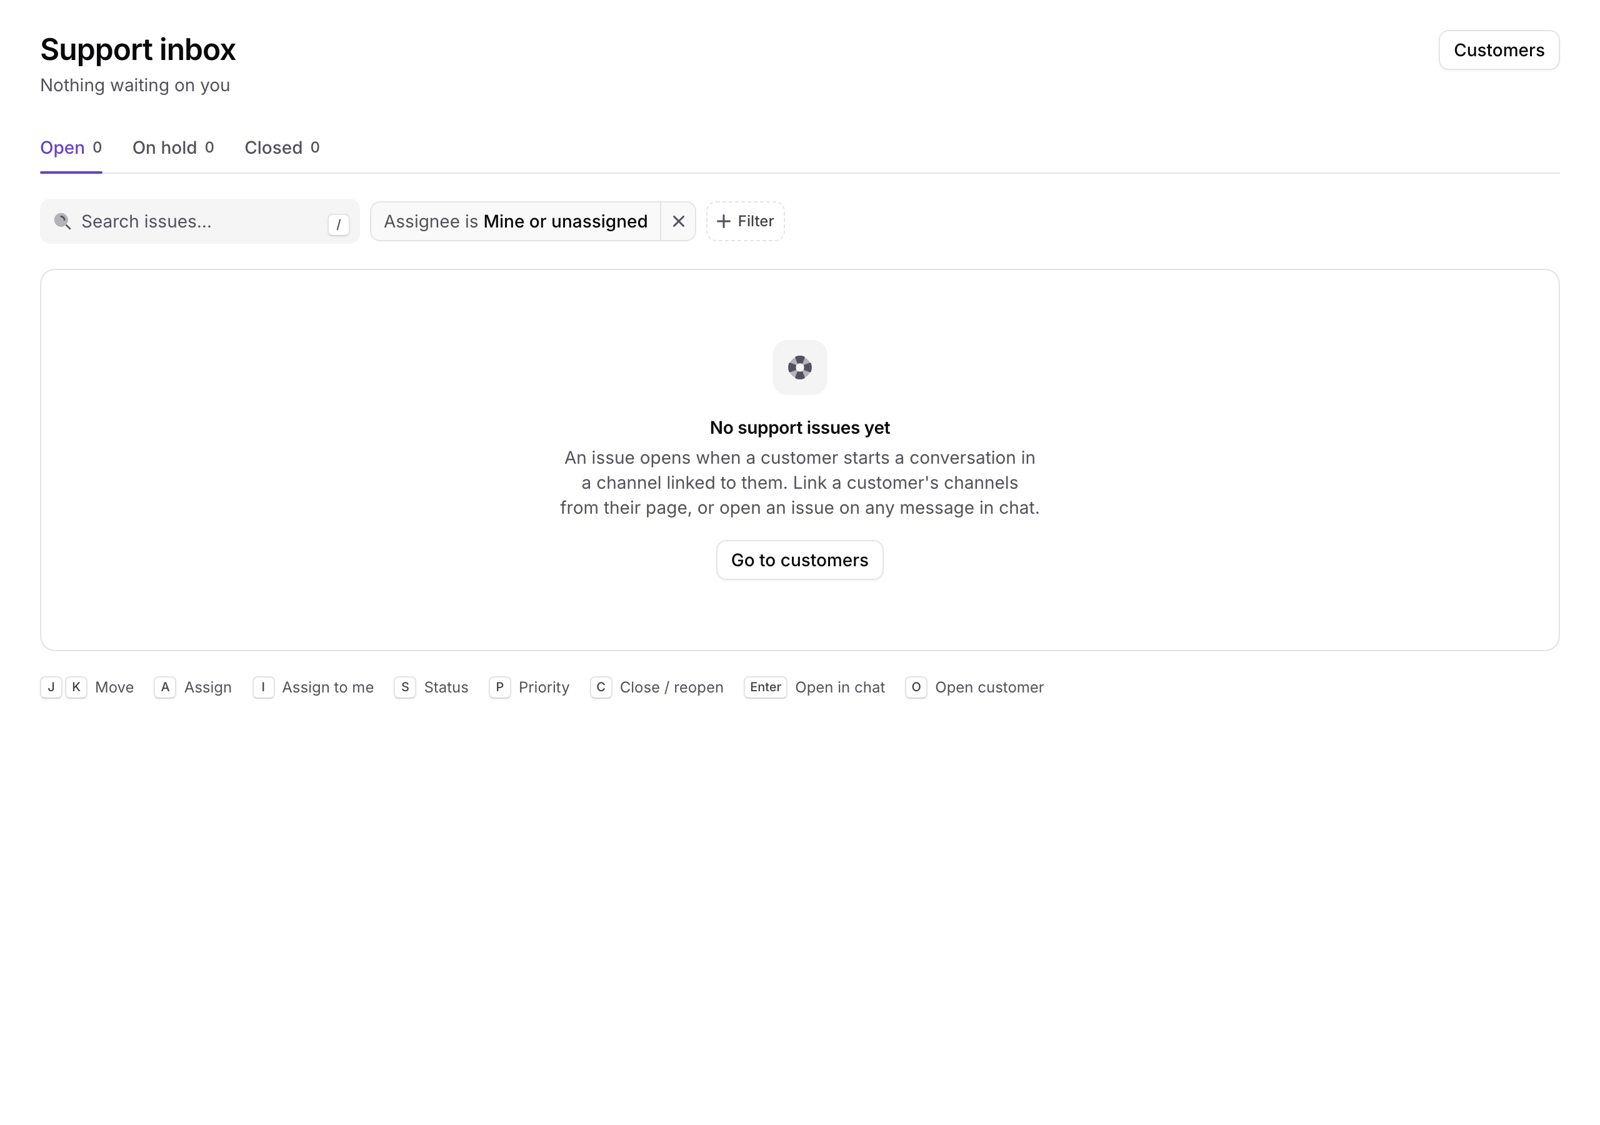 Support inbox
Customers
Nothing waiting on you
Open 0 On hold 0 Closed 0
Search issues... / Assignee is Mine or unassigned Filter
No support issues yet
An issue opens when a customer starts a conversation in
a channel linked to them. Link a customer's channels
from their page, or open an issue on any message in chat.
Go to customers
J K Move A Assign I Assign to me S Status P Priority C Close / reopen Enter Open in chat O Open customer